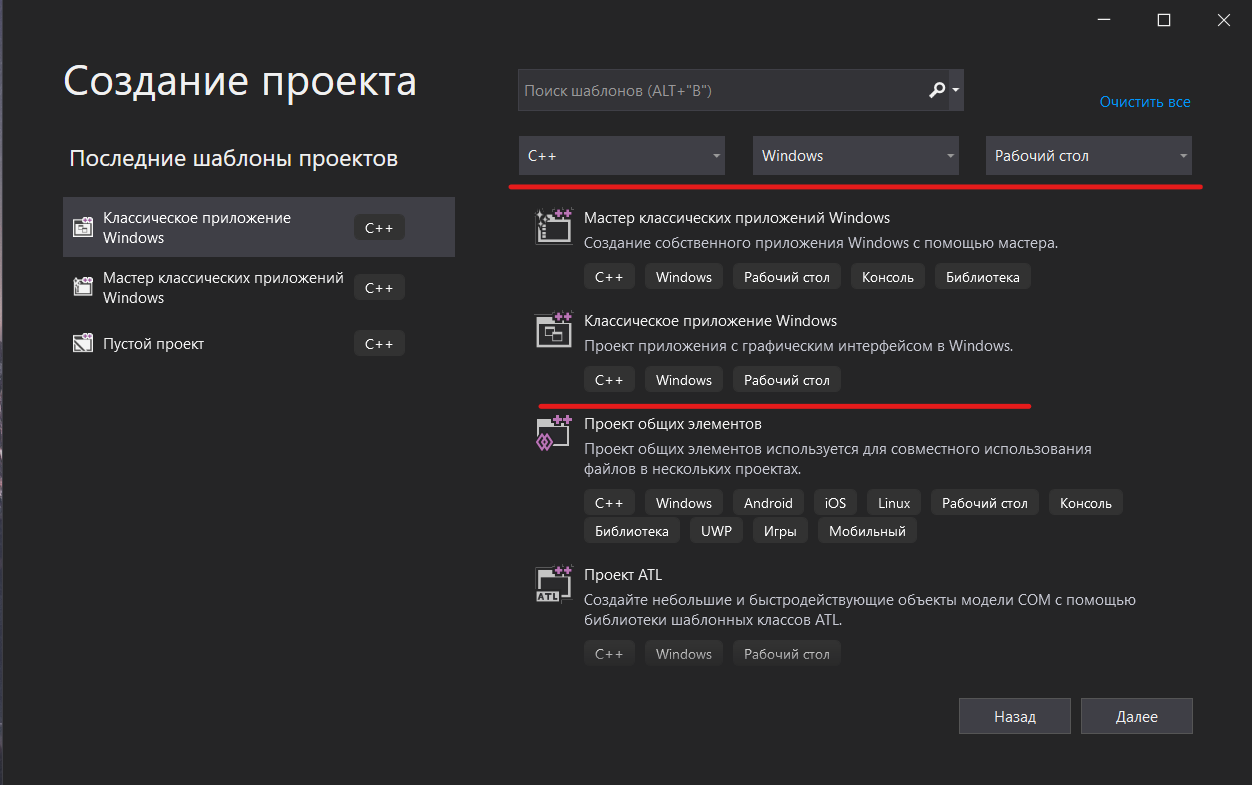 Создание проекта
Последние шаблоны проектов
Классическое приложение
Windows
C++
Мастер классических приложений
Windows
C++
Пустой проект
C++
Поиск шаблонов (ALT+"B")
Очистить все
C++
Windows
Рабочий стол
Мастер классических приложений Windows
Создание собственного приложения Windows с помощью мастера.
C++ Windows Рабочий стол Консоль Библиотека
Классическое приложение Windows
Проект приложения с графическим интерфейсом в Windows.
C++ Windows Рабочий стол
Проект общих элементов
Проект общих элементов используется для совместного использования
файлов в нескольких проектах.
C++ Windows Android iOS Linux Рабочий стол Консоль
Библиотека UWP Игры Мобильный
ATL
Проект ATL
Создайте небольшие и быстродействующие объекты модели COM с помощью
библиотеки шаблонных классов ATL.
C++ Windows Рабочий стол
Назад
Далее